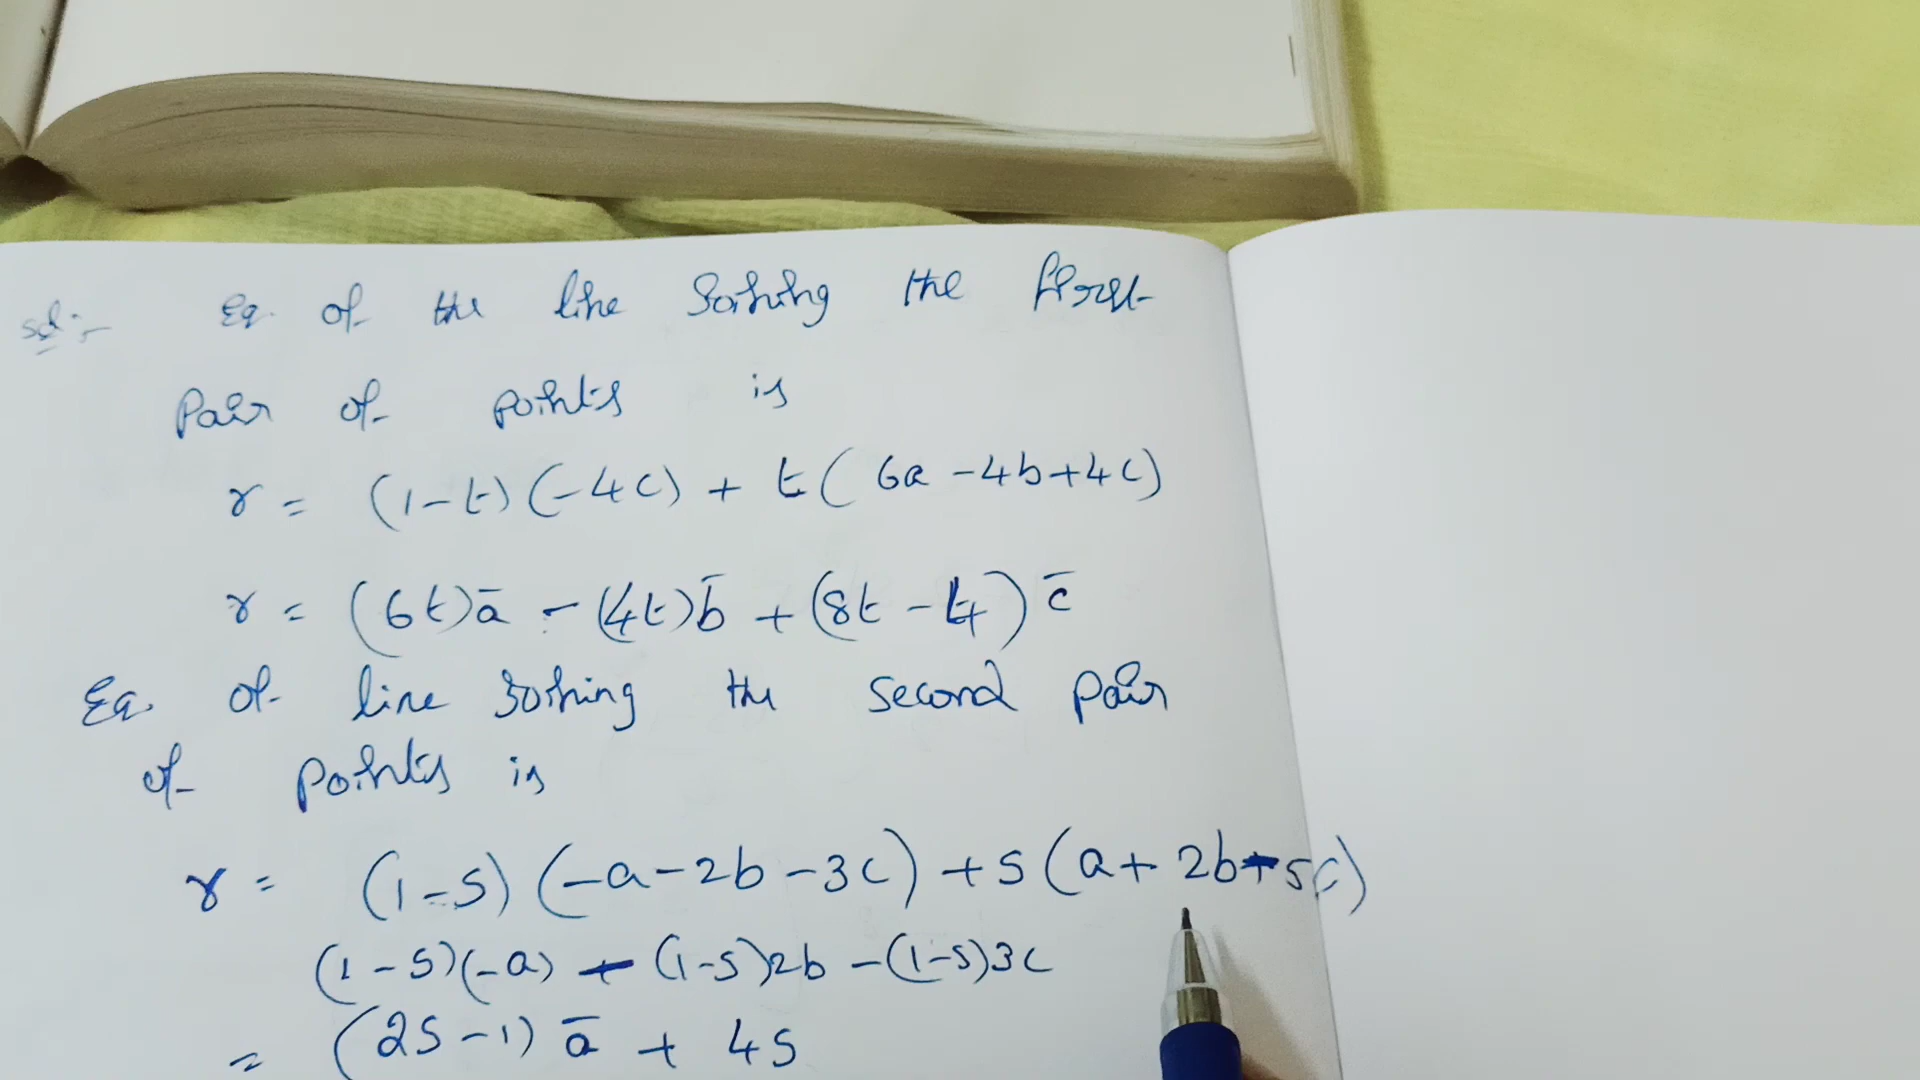 sol:- Eq. of the line joining the first
pair of points is
r = (1-t)(-4c) + t(6a -4b+4c)
r = (6t)a̅ - (4t)b̅ + (8t - 4) c̅
Eq. of line joining the second pair
of points is
r = (1-s)(-a-2b-3c) + s(a+2b-5c)
(1-s)(-a) - (1-s)2b -(1-s)3c
= (2s-1) a̅ + 4s